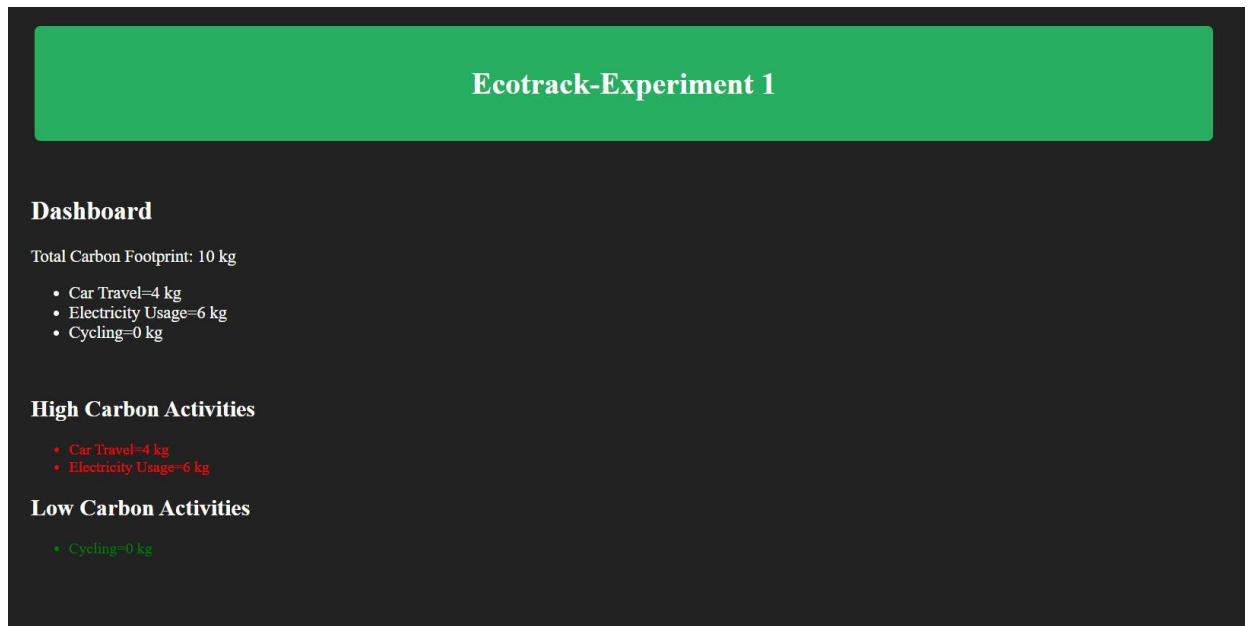 Ecotrack-Experiment 1
Dashboard
Total Carbon Footprint: 10 kg
• Car Travel=4 kg
• Electricity Usage=6 kg
• Cycling=0 kg
High Carbon Activities
• Car Travel=4 kg
• Electricity Usage=6 kg
Low Carbon Activities
• Cycling=0 kg